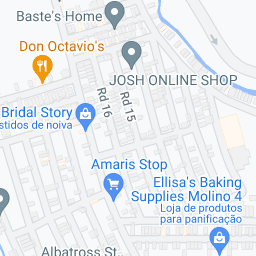 Baste's Home
Don Octavio's
JOSH ONLINE SHOP
Rd 16
Rd 15
Bridal Story
stidos de noiva
Amaris Stop
Ellisa's Baking
Supplies Molino 4
Loja de produtos
para panificação
Albatross St..